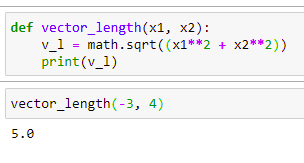 def vector_length(x1, x2):
    v_l = math.sqrt((x1**2 + x2**2))
    print(v_l)
vector_length(-3, 4)
5.0